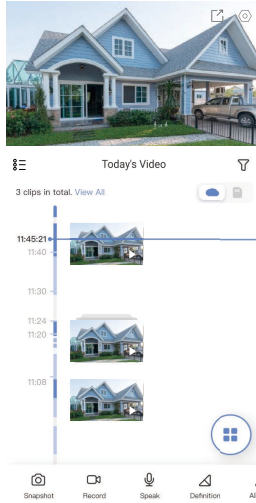 Today's Video
3 clips in total. View All
11:45:21
11:40
11:30
11:24
11:20
11:08
Snapshot Record Speak Definition